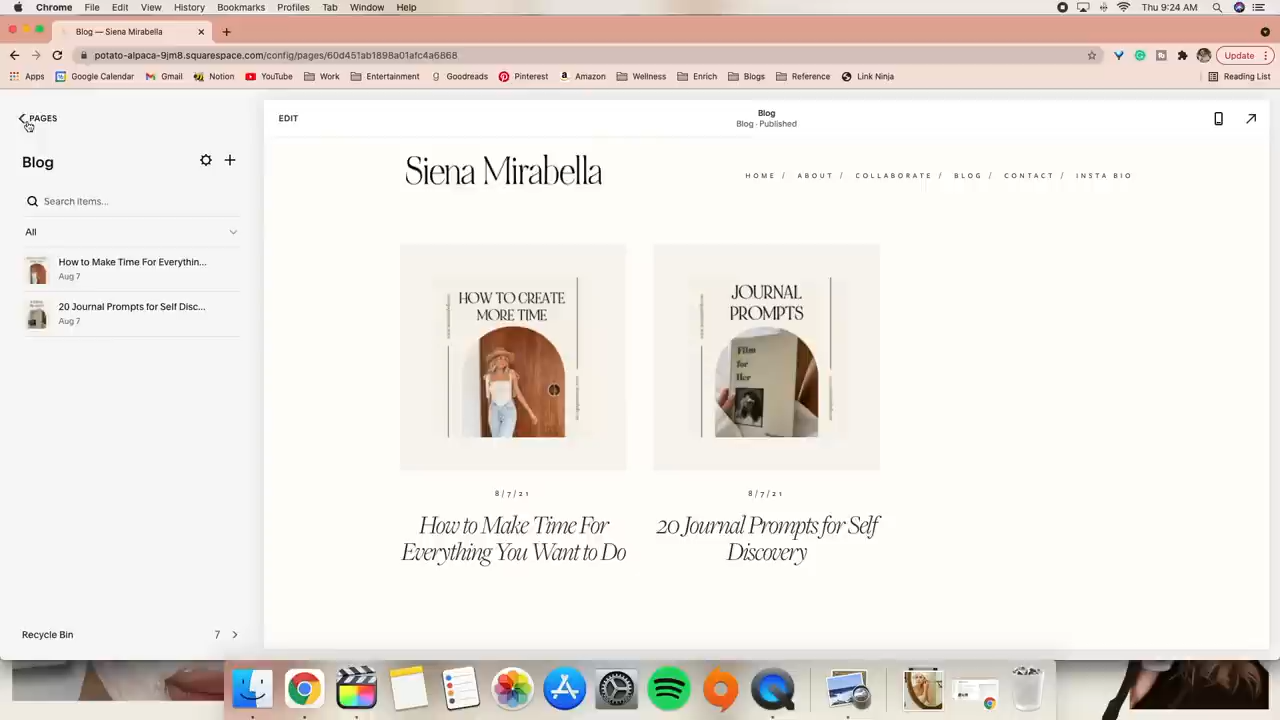 Chrome File Edit View History Bookmarks Profiles Tab Window Help Thu 9:24 AM
Blog — Siena Mirabella
potato-alpaca-9jm8.squarespace.com/config/pages/60d451ab1898a01afc4a6868 Update
Apps Google Calendar Gmail Notion YouTube Work Entertainment Goodreads Pinterest Amazon Wellness Enrich Blogs Reference Link Ninja Reading List
PAGES
Blog
Search items...
All
How to Make Time For Everythin...
Aug 7
20 Journal Prompts for Self Disc...
Aug 7
Recycle Bin 7
EDIT
Blog
Blog · Published
Siena Mirabella
HOME / ABOUT / COLLABORATE / BLOG / CONTACT / INSTA BIO
HOW TO CREATE
MORE TIME
JOURNAL
PROMPTS
Film
for
Her
8/7/21
How to Make Time For
Everything You Want to Do
8/7/21
20 Journal Prompts for Self
Discovery